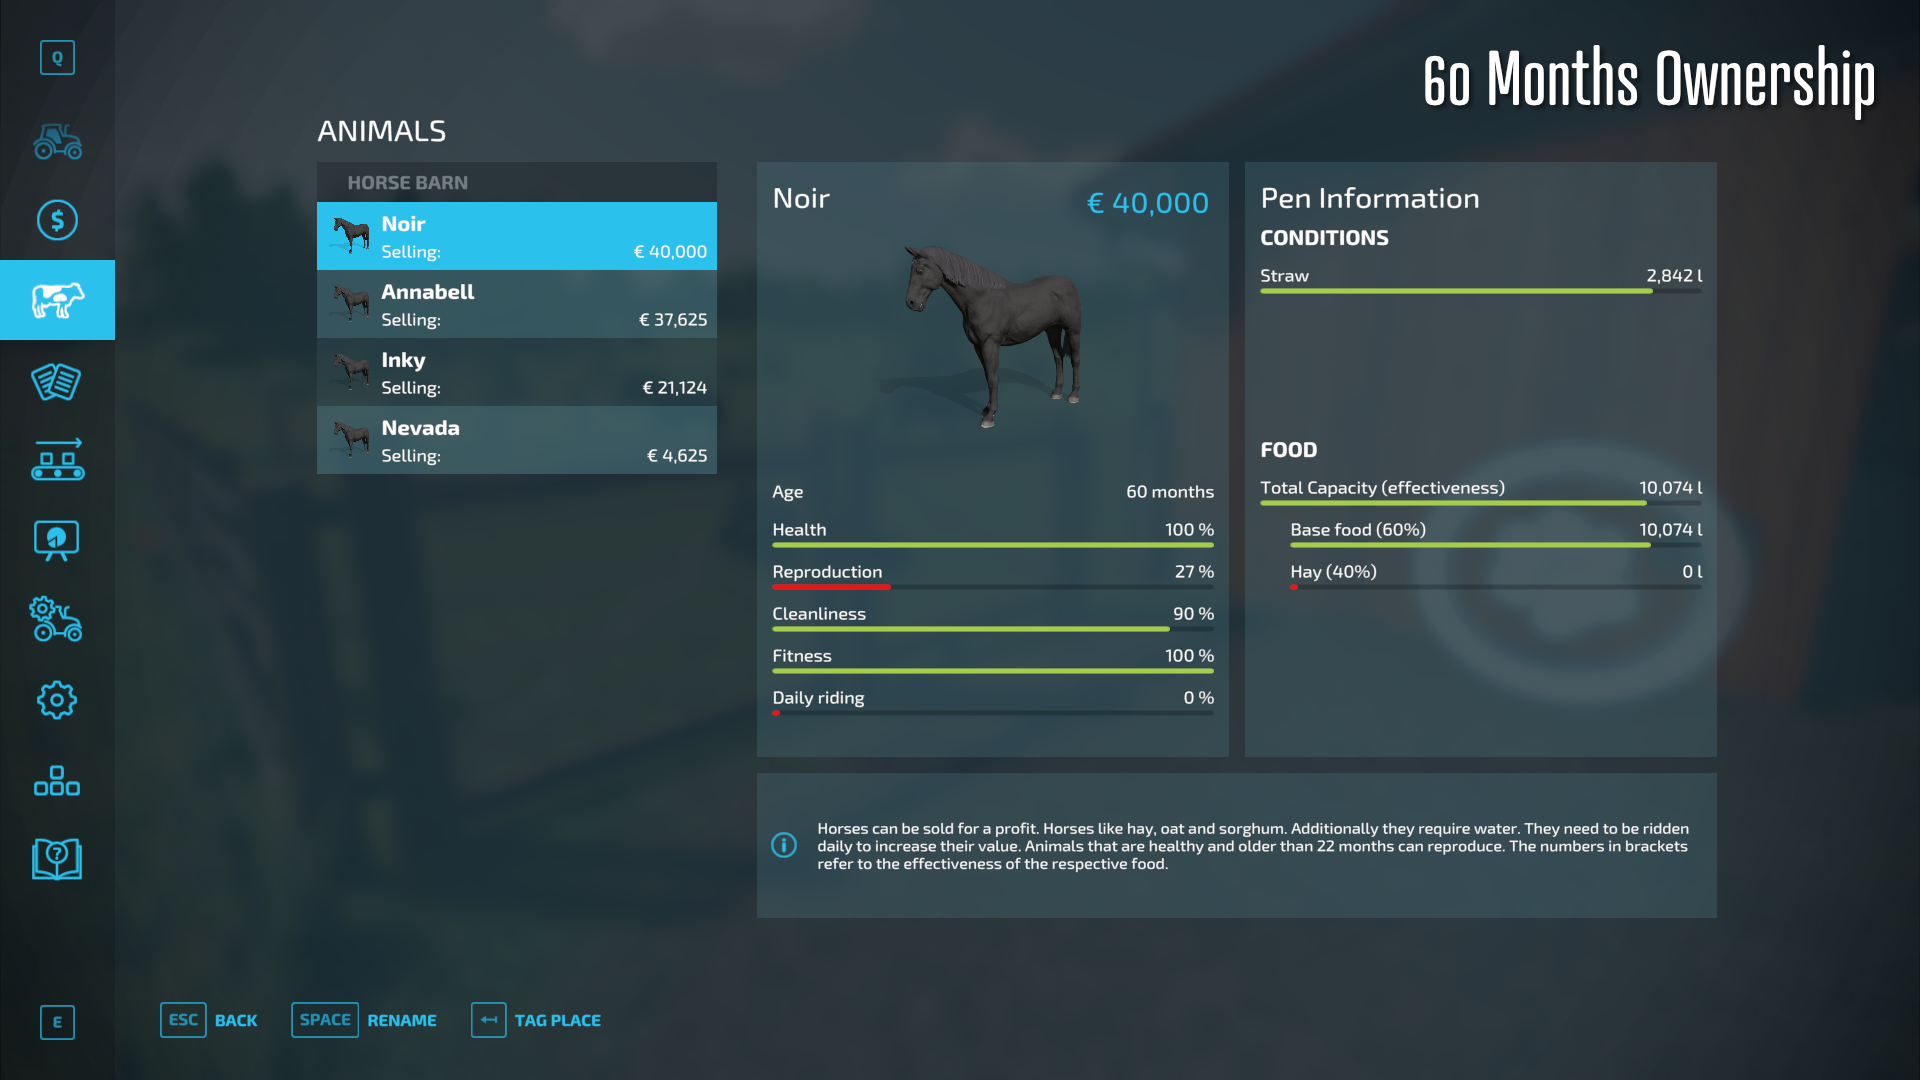 60 Months Ownership
Q
ANIMALS
HORSE BARN
Noir
Selling: € 40,000
Annabell
Selling: € 37,625
Inky
Selling: € 21,124
Nevada
Selling: € 4,625
Noir € 40,000
Age 60 months
Health 100 %
Reproduction 27 %
Cleanliness 90 %
Fitness 100 %
Daily riding 0 %
Pen Information
CONDITIONS
Straw 2,842 l
FOOD
Total Capacity (effectiveness) 10,074 l
Base food (60%) 10,074 l
Hay (40%) 0 l
Horses can be sold for a profit. Horses like hay, oat and sorghum. Additionally they require water. They need to be ridden
daily to increase their value. Animals that are healthy and older than 22 months can reproduce. The numbers in brackets
refer to the effectiveness of the respective food.
E
ESC BACK SPACE RENAME TAG PLACE